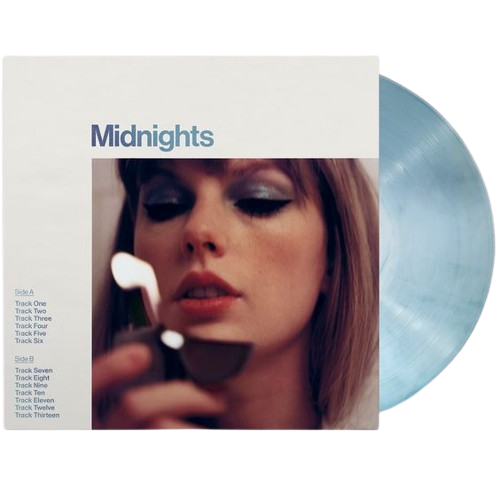 Midnights
Side A
Track One
Track Two
Track Three
Track Four
Track Five
Track Six
Side B
Track Seven
Track Eight
Track Nine
Track Ten
Track Eleven
Track Twelve
Track Thirteen